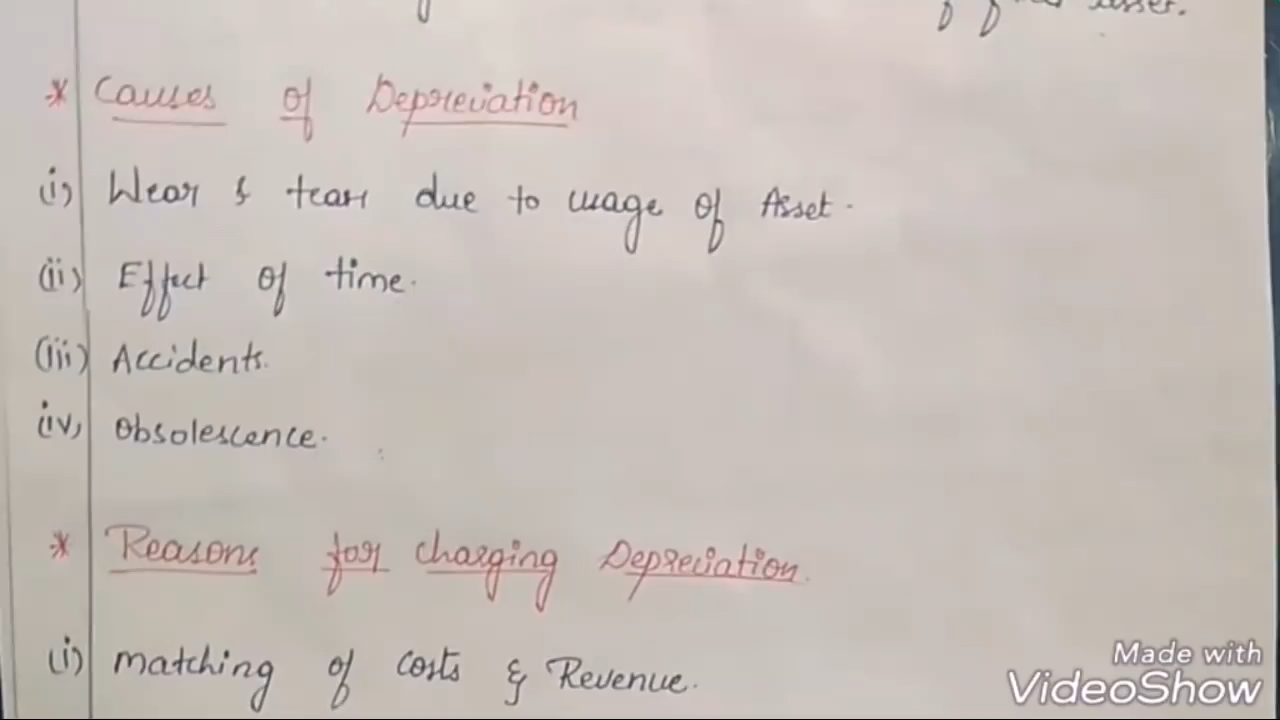 asset.
* Causes of Depreciation
(i) Wear & tear due to usage of Asset.
(ii) Effect of time.
(iii) Accidents.
(iv) Obsolescence.
* Reasons for charging Depreciation.
(i) matching of costs & Revenue.
Made with
VideoShow